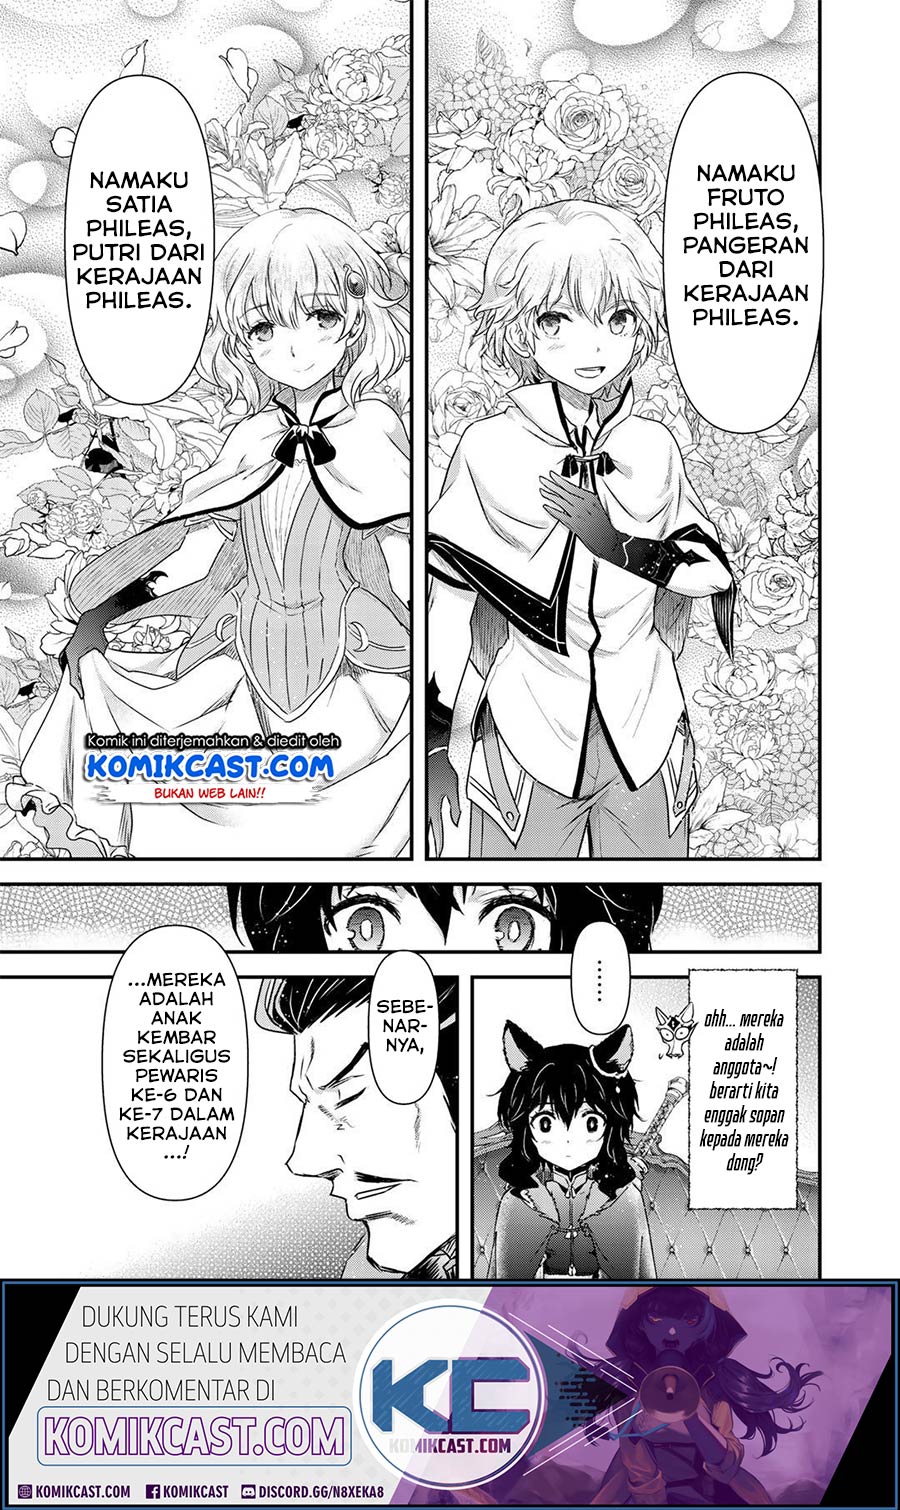 NAMAKU
FRUTO
PHILEAS,
PANGERAN
DARI
KERAJAAN
PHILEAS.
NAMAKU
SATIA
PHILEAS,
PUTRI DARI
KERAJAAN
PHILEAS.
Komik ini diterjemahkan & diedit oleh
KOMIKCAST.COM
BUKAN WEB LAIN!!
ohh... mereka
adalah
anggota~!
berarti kita
enggak sopan
kepada mereka
dong?
......
SEBE-
NAR-
NYA,
...MEREKA
ADALAH
ANAK
KEMBAR
SEKALIGUS
PEWARIS
KE-6 DAN
KE-7 DALAM
KERAJAAN
...!
DUKUNG TERUS KAMI
DENGAN SELALU MEMBACA
DAN BERKOMENTAR DI
KOMIKCAST.COM
KC
KOMIKCAST.COM
KOMIKCAST.COM KOMIKCAST DISCORD.GG/N8XEKA8